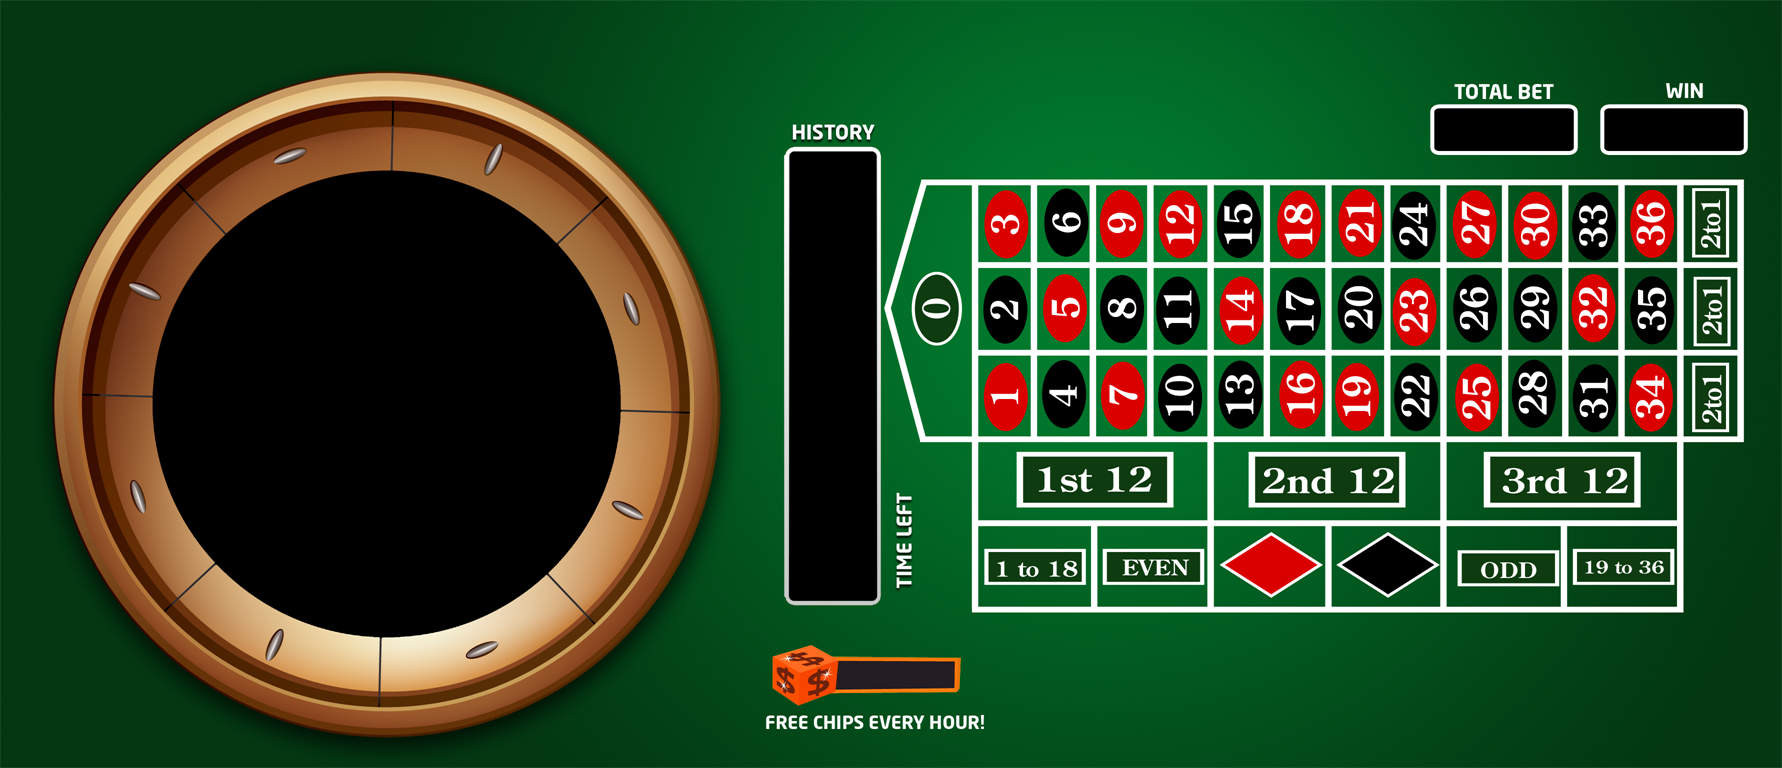 TOTAL BET
WIN
HISTORY
3 6 9 12 15 18 21 24 27 30 33 36 2to1
0
2 5 8 11 14 17 20 23 26 29 32 35 2to1
1 4 7 10 13 16 19 22 25 28 31 34 2to1
1st 12 2nd 12 3rd 12
TIME LEFT
1 to 18 EVEN ODD 19 to 36
$ $ $
FREE CHIPS EVERY HOUR!